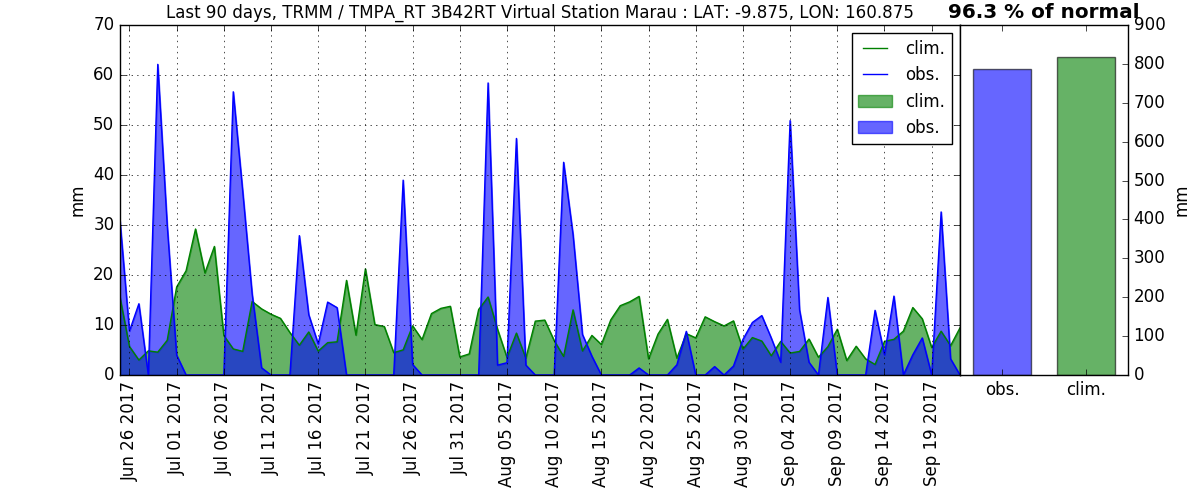 Last 90 days, TRMM / TMPA_RT 3B42RT Virtual Station Marau : LAT: -9.875, LON: 160.875
96.3 % of normal
70
60
50
40
30
20
10
0
mm
clim.
obs.
clim.
obs.
900
800
700
600
500
400
300
200
100
0
mm
Jun 26 2017
Jul 01 2017
Jul 06 2017
Jul 11 2017
Jul 16 2017
Jul 21 2017
Jul 26 2017
Jul 31 2017
Aug 05 2017
Aug 10 2017
Aug 15 2017
Aug 20 2017
Aug 25 2017
Aug 30 2017
Sep 04 2017
Sep 09 2017
Sep 14 2017
Sep 19 2017
obs.
clim.